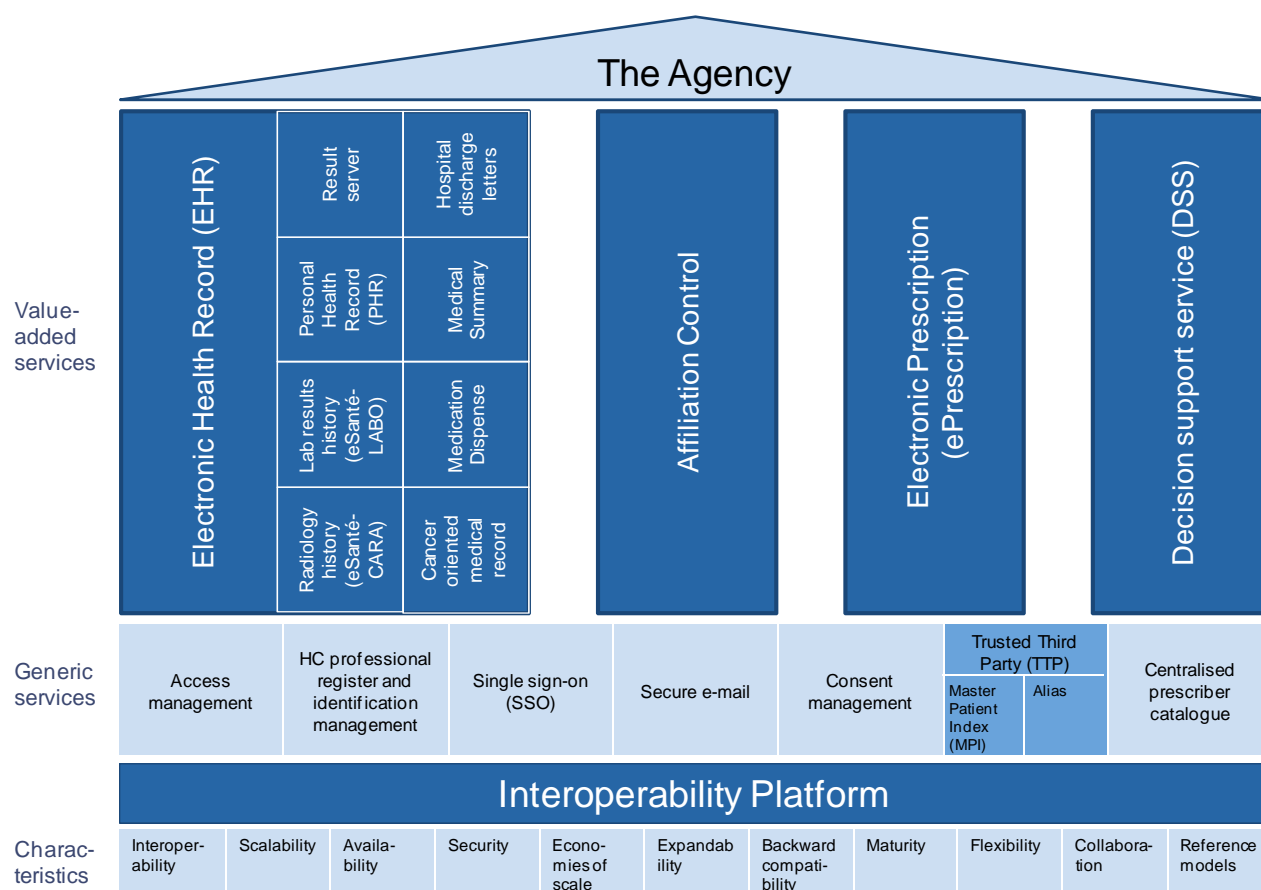 The Agency
Value-
added
services
Electronic Health Record (EHR)
Result
server
Hospital
discharge
letters
Personal
Health
Record
(PHR)
Medical
Summary
Lab results
history
(eSanté-
LABO)
Medication
Dispense
Radiology
history
(eSanté-
CARA)
Cancer
oriented
medical
record
Affiliation Control
Electronic Prescription
(ePrescription)
Decision support service (DSS)
Generic
services
Access
management
HC professional
register and
identification
management
Single sign-on
(SSO)
Secure e-mail
Consent
management
Trusted Third
Party (TTP)
Master
Patient
Index
(MPI)
Alias
Centralised
prescriber
catalogue
Interoperability Platform
Charac-
teristics
Interoper-
ability
Scalability
Availa-
bility
Security
Econo-
mies of
scale
Expandab
ility
Backward
compati-
bility
Maturity
Flexibility
Collabora-
tion
Reference
models